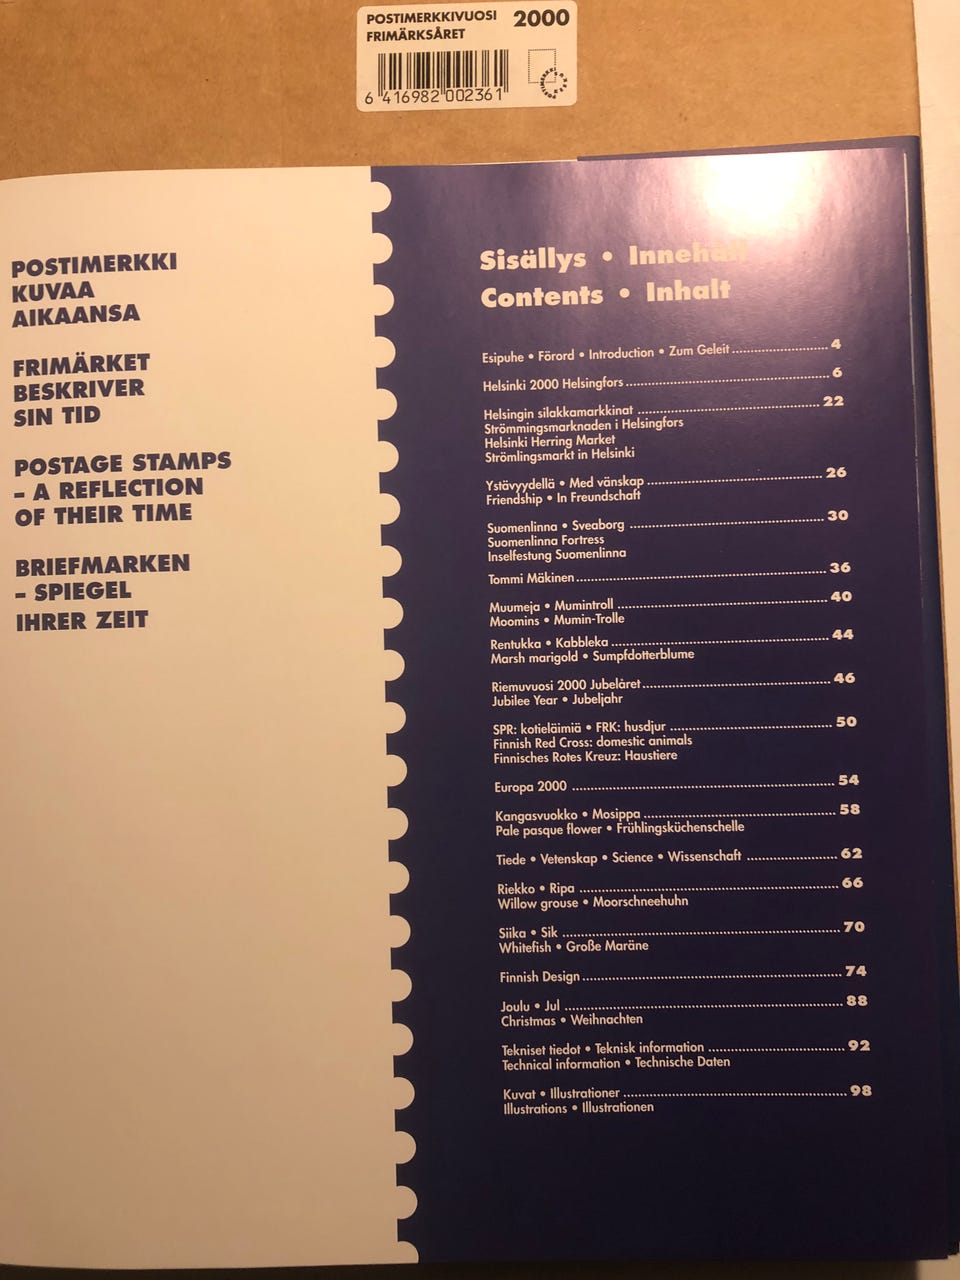 POSTIMERKKIVUOSI 2000
FRIMÄRKSÅRET
6 416982 002361
POSTIMERKKI
KUVAA
AIKAANSA
FRIMÄRKET
BESKRIVER
SIN TID
POSTAGE STAMPS
– A REFLECTION
OF THEIR TIME
BRIEFMARKEN
– SPIEGEL
IHRER ZEIT
Sisällys • Innehåll
Contents • Inhalt
Esipuhe • Förord • Introduction • Zum Geleit 4
Helsinki 2000 Helsingfors 6
Helsingin silakkamarkkinat 22
Strömmingsmarknaden i Helsingfors
Helsinki Herring Market
Strömlingsmarkt in Helsinki
Ystävyydellä • Med vänskap 26
Friendship • In Freundschaft
Suomenlinna • Sveaborg 30
Suomenlinna Fortress
Inselfestung Suomenlinna
Tommi Mäkinen 36
Muumeja • Mumintroll 40
Moomins • Mumin-Trolle
Rentukka • Kabbleka 44
Marsh marigold • Sumpfdotterblume
Riemuvuosi 2000 Jubelåret 46
Jubilee Year • Jubeljahr
SPR: kotieläimiä • FRK: husdjur 50
Finnish Red Cross: domestic animals
Finnisches Rotes Kreuz: Haustiere
Europa 2000 54
Kangasvuokko • Mosippa 58
Pale pasque flower • Frühlingsküchenschelle
Tiede • Vetenskap • Science • Wissenschaft 62
Riekko • Ripa 66
Willow grouse • Moorschneehuhn
Siika • Sik 70
Whitefish • Große Maräne
Finnish Design 74
Joulu • Jul 88
Christmas • Weihnachten
Tekniset tiedot • Teknisk information 92
Technical information • Technische Daten
Kuvat • Illustrationer 98
Illustrations • Illustrationen